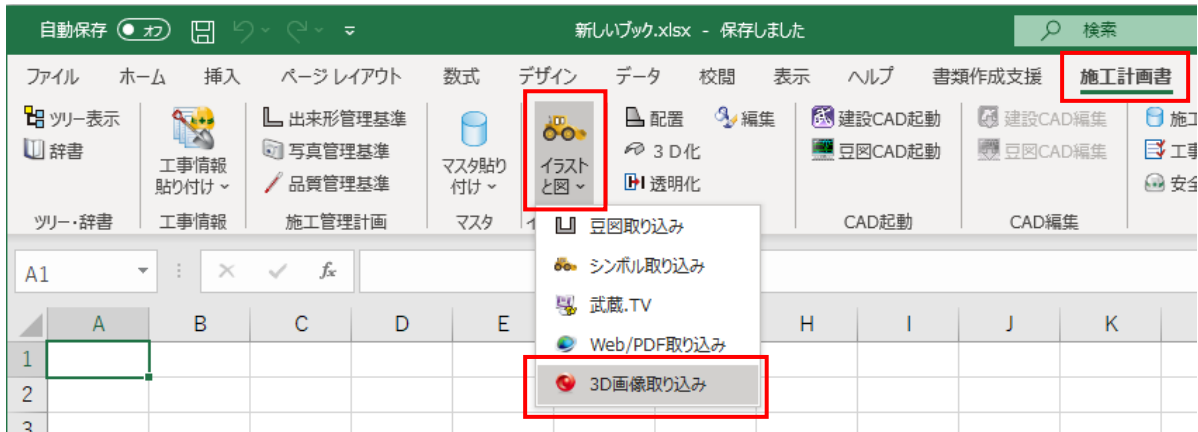 自動保存 オフ 新しいブック.xlsx - 保存しました 検索
ファイル ホーム 挿入 ページ レイアウト 数式 デザイン データ 校閲 表示 ヘルプ 書類作成支援 施工計画書
ツリー表示
辞書
ツリー・辞書
工事情報
貼り付け
工事情報
出来形管理基準
写真管理基準
品質管理基準
施工管理計画
マスタ貼り
付け
マスタ
イラスト
と図
配置 編集
3D化
透明化
建設CAD起動
豆図CAD起動
CAD起動
建設CAD編集
豆図CAD編集
CAD編集
豆図取り込み
シンボル取り込み
武蔵.TV
Web/PDF取り込み
3D画像取り込み
A1 fx
A B C D E H I J K
1
2
3